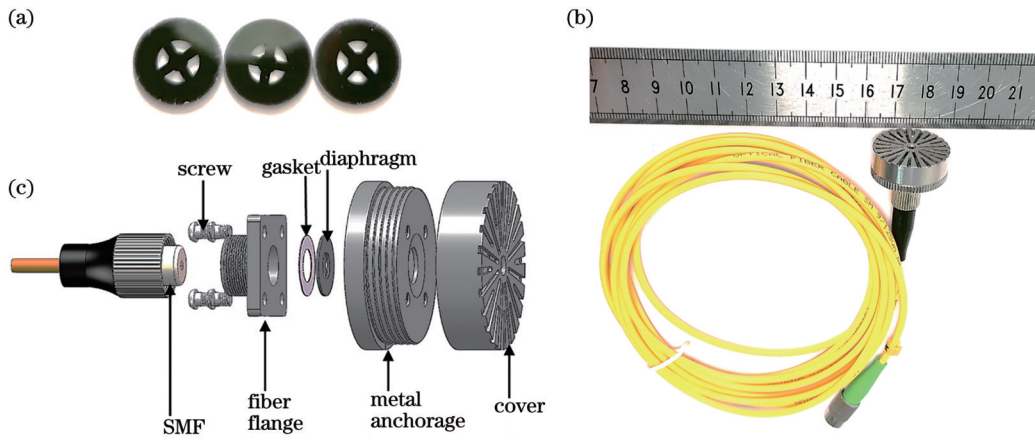 (a)
(b)
7 8 9 10 11 12 13 14 15 16 17 18 19 20 21
OPTICAL FIBER CABLE SM
(c)
screw
gasket
diaphragm
SMF
fiber
flange
metal
anchorage
cover